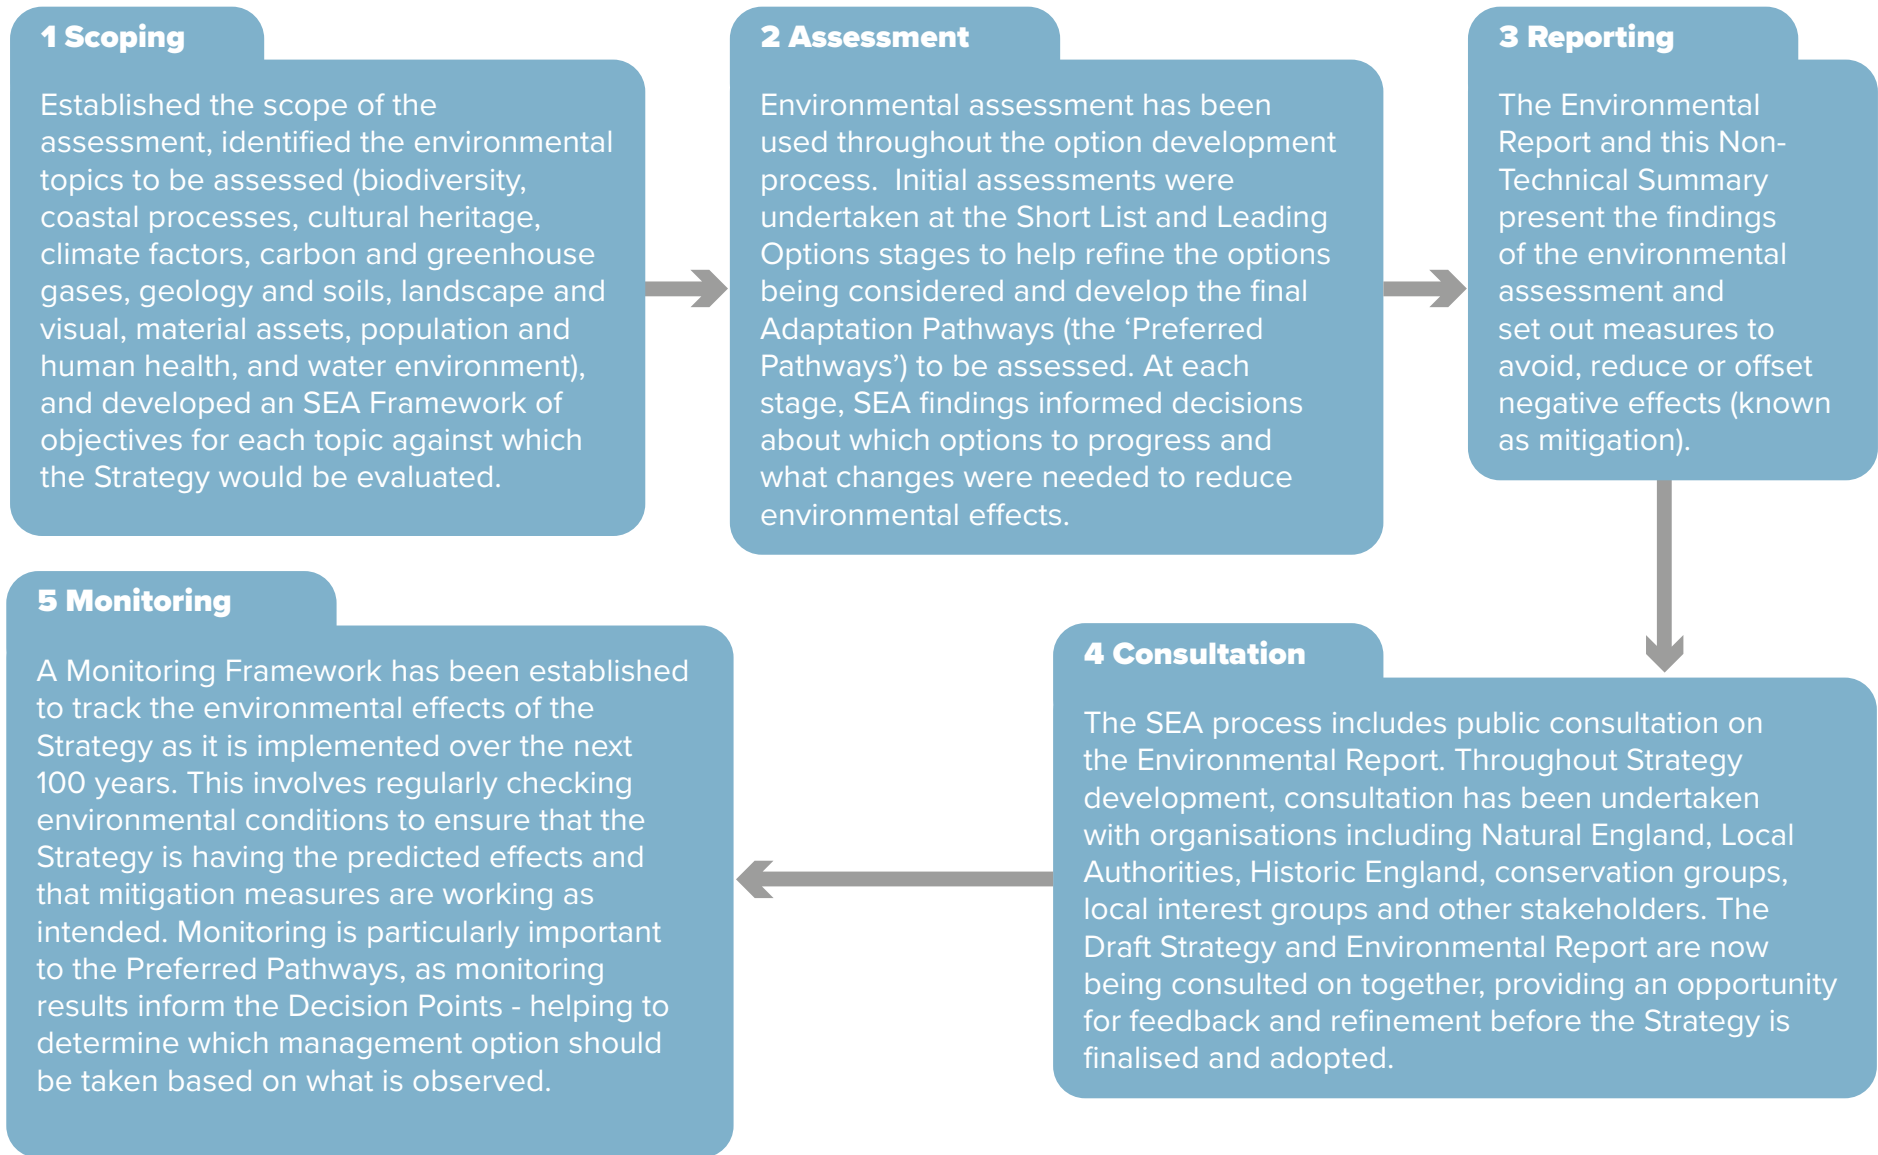 1 Scoping
Established the scope of the
assessment, identified the environmental
topics to be assessed (biodiversity,
coastal processes, cultural heritage,
climate factors, carbon and greenhouse
gases, geology and soils, landscape and
visual, material assets, population and
human health, and water environment),
and developed an SEA Framework of
objectives for each topic against which
the Strategy would be evaluated.
2 Assessment
Environmental assessment has been
used throughout the option development
process.  Initial assessments were
undertaken at the Short List and Leading
Options stages to help refine the options
being considered and develop the final
Adaptation Pathways (the ‘Preferred
Pathways’) to be assessed. At each
stage, SEA findings informed decisions
about which options to progress and
what changes were needed to reduce
environmental effects.
3 Reporting
The Environmental
Report and this Non-
Technical Summary
present the findings
of the environmental
assessment and
set out measures to
avoid, reduce or offset
negative effects (known
as mitigation).
4 Consultation
The SEA process includes public consultation on
the Environmental Report. Throughout Strategy
development, consultation has been undertaken
with organisations including Natural England, Local
Authorities, Historic England, conservation groups,
local interest groups and other stakeholders. The
Draft Strategy and Environmental Report are now
being consulted on together, providing an opportunity
for feedback and refinement before the Strategy is
finalised and adopted.
5 Monitoring
A Monitoring Framework has been established
to track the environmental effects of the
Strategy as it is implemented over the next
100 years. This involves regularly checking
environmental conditions to ensure that the
Strategy is having the predicted effects and
that mitigation measures are working as
intended. Monitoring is particularly important
to the Preferred Pathways, as monitoring
results inform the Decision Points - helping to
determine which management option should
be taken based on what is observed.